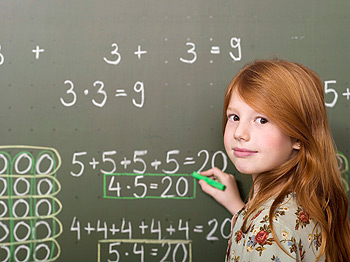 + 3 + 3 = 9
3 · 3 = 9
5 +
5+5+5+5=20
4 · 5 = 20
4+4+4+4+4=20
5 · 4 = 20